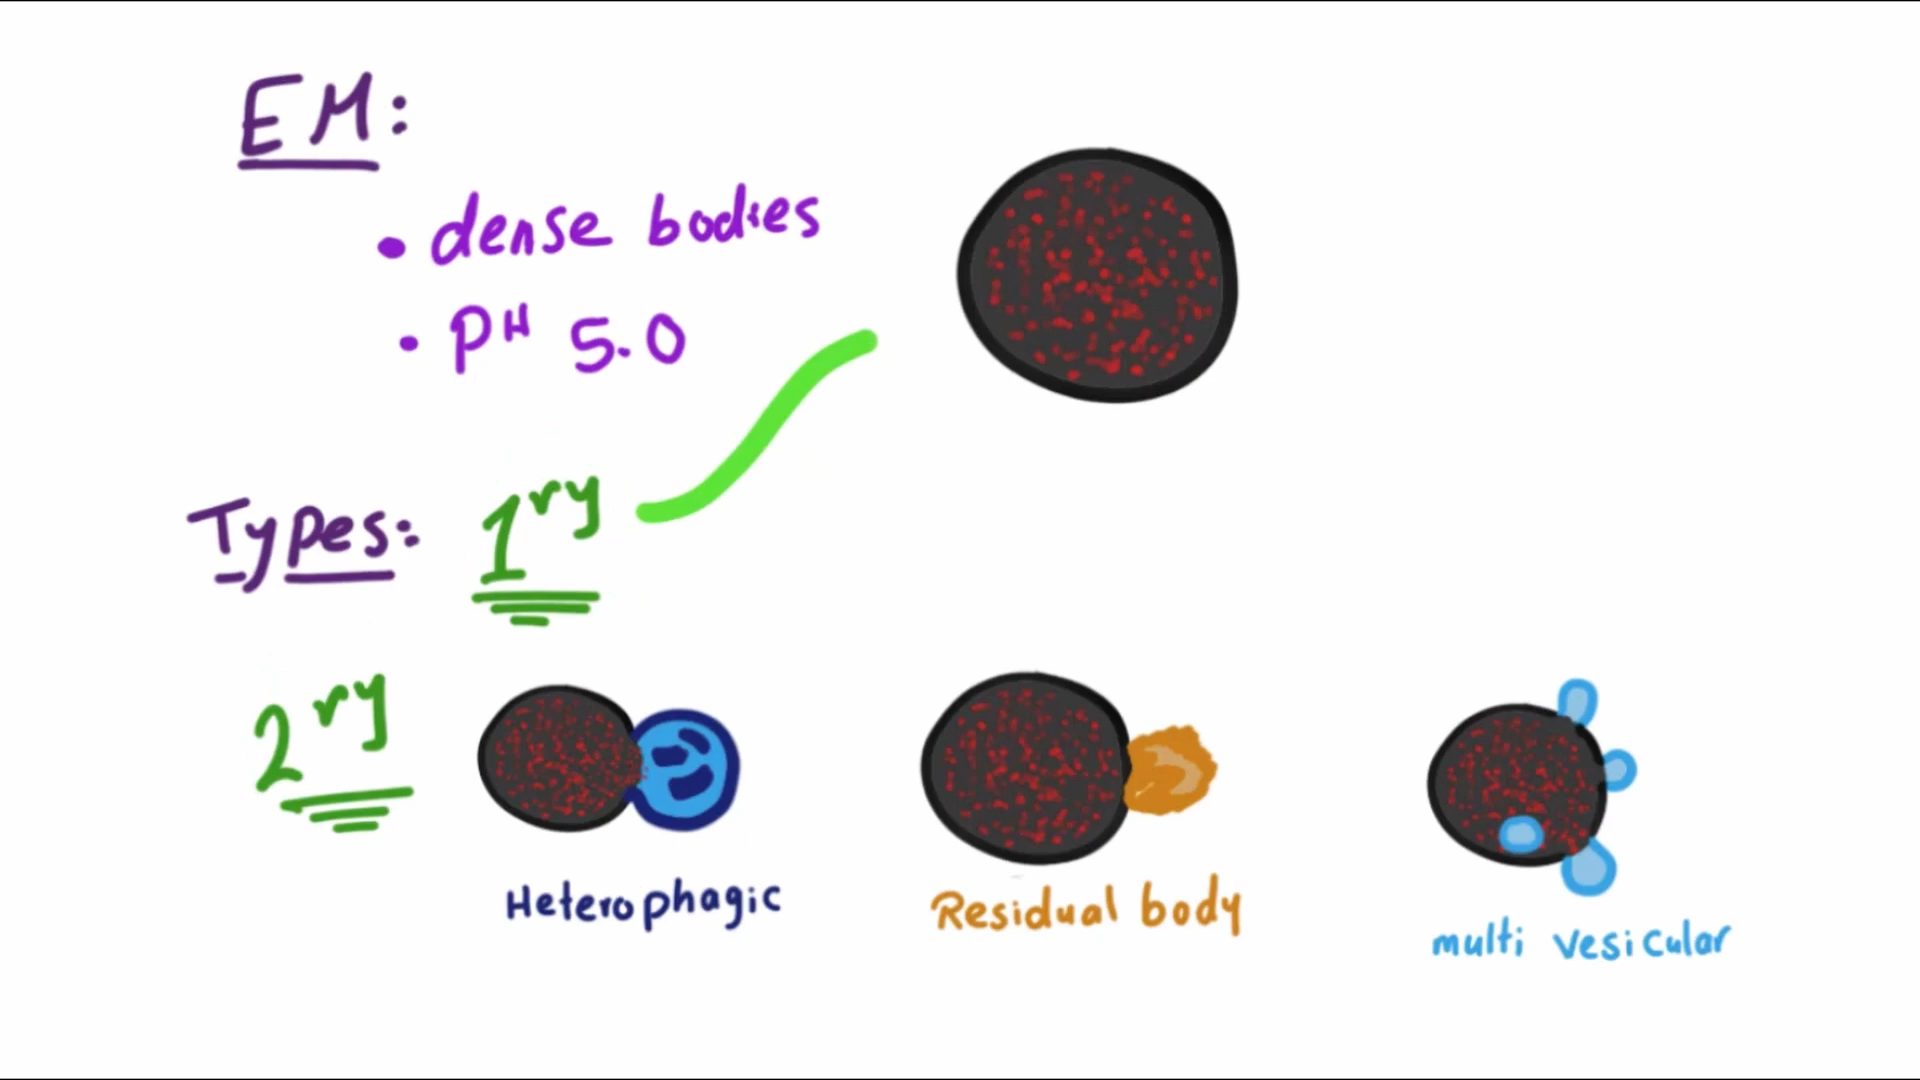 EM:
• dense bodies
• PH 5.0
Types: 1ry
2ry
Heterophagic
Residual body
multi vesicular